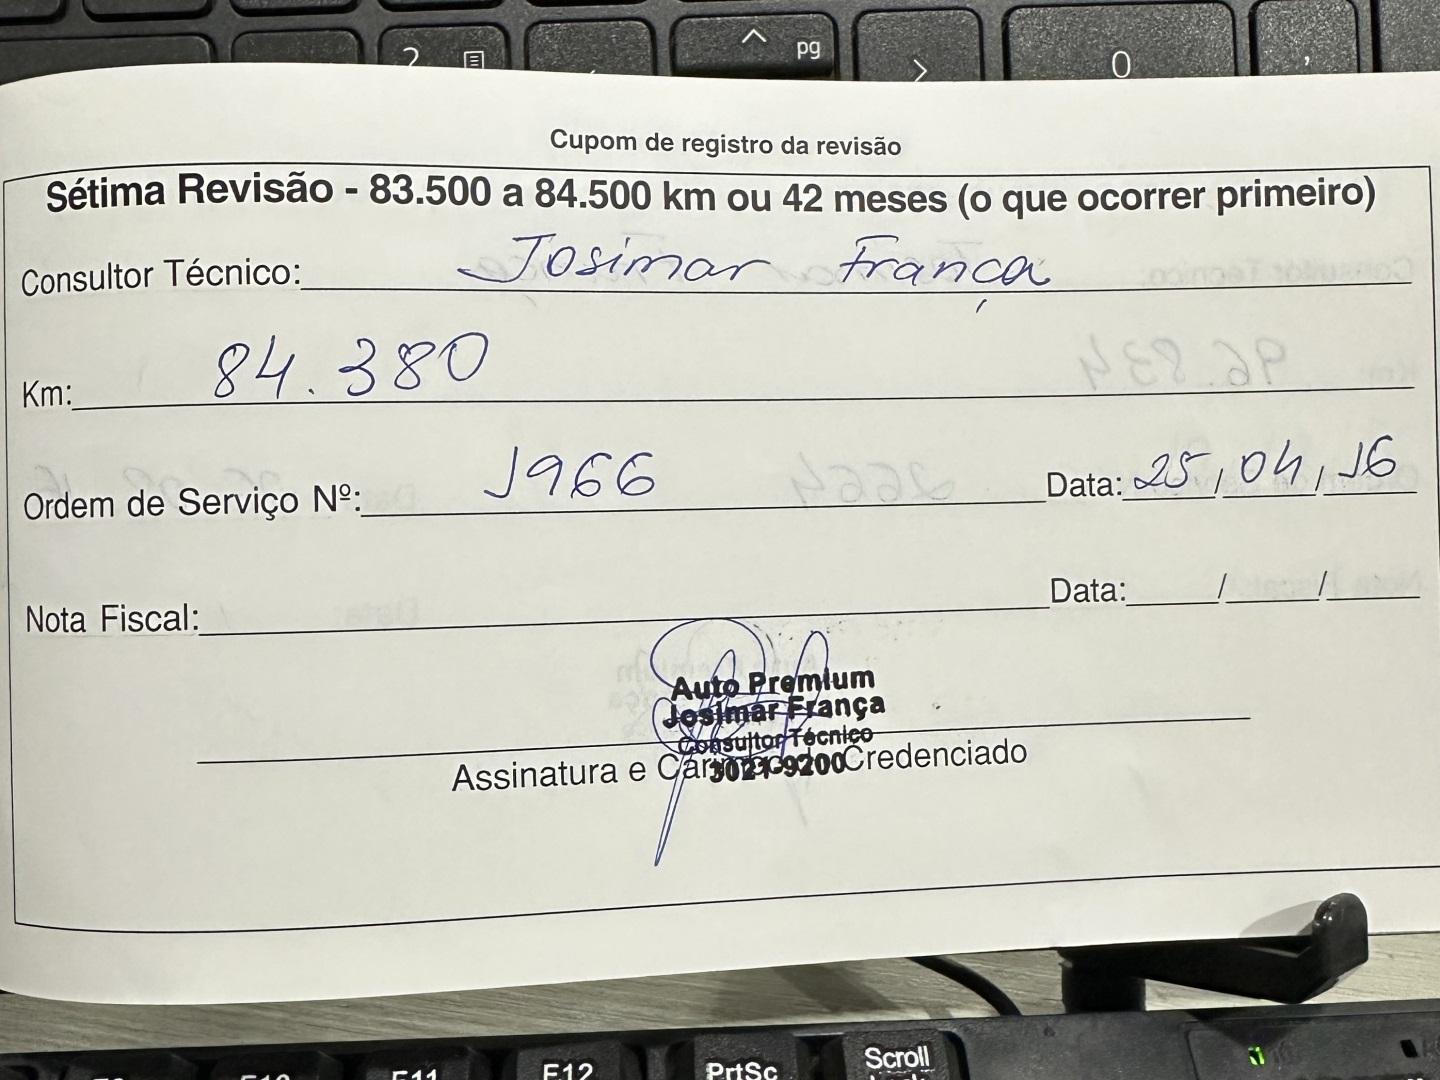 ? pg > 0 ,
Cupom de registro da revisão
Sétima Revisão - 83.500 a 84.500 km ou 42 meses (o que ocorrer primeiro)
Consultor Técnico: Josimar França
Km: 84.380
Ordem de Serviço Nº: 1966 Data: 25/04/16
Nota Fiscal: Data: / /
Auto Premium
Josimar França
Consultor Técnico
3021-9200
Assinatura e Credenciado
F10 F11 F12 PrtSc Scroll